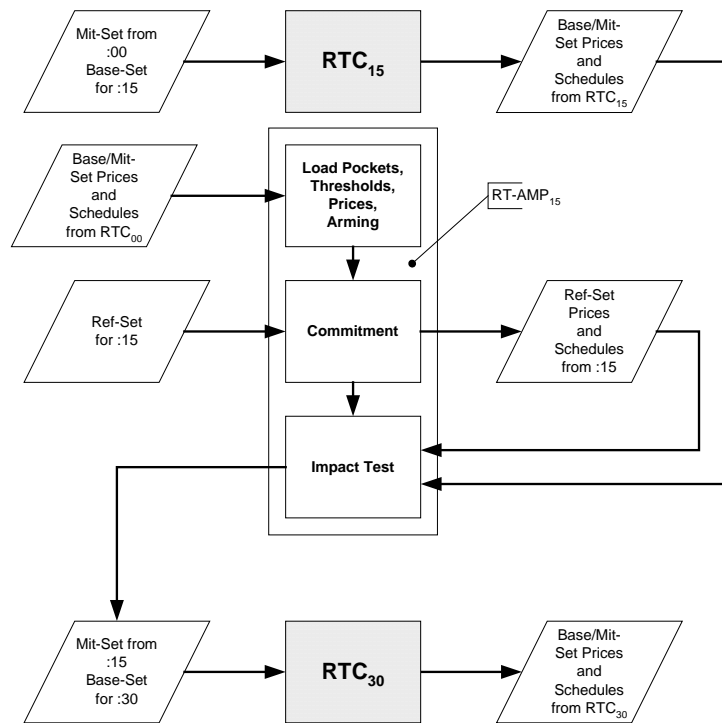 Mit-Set from
:00
Base-Set
for :15
RTC15
Base/Mit-
Set Prices
and
Schedules
from RTC15
Base/Mit-
Set Prices
and
Schedules
from RTC00
Load Pockets,
Thresholds,
Prices,
Arming
RT-AMP15
Ref-Set
for :15
Commitment
Ref-Set
Prices
and
Schedules
from :15
Impact Test
Mit-Set from
:15
Base-Set
for :30
RTC30
Base/Mit-
Set Prices
and
Schedules
from RTC30